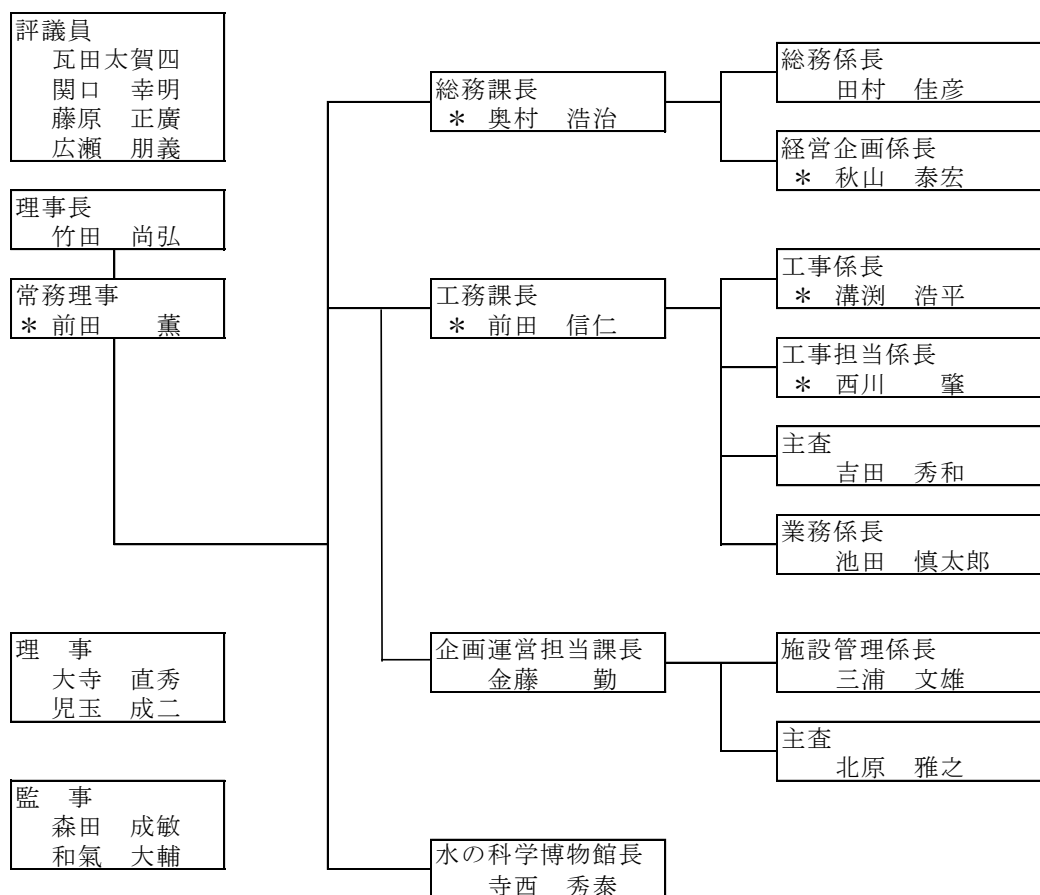 評議員
瓦田太賀四
関口　幸明
藤原　正廣
広瀬　朋義
理事長
竹田　尚弘
常務理事
＊ 前田　　薫
理　事
大寺　直秀
児玉　成二
監　事
森田　成敏
和氣　大輔
総務課長
＊ 奥村　浩治
工務課長
＊ 前田　信仁
企画運営担当課長
金藤　　勤
水の科学博物館長
寺西　秀泰
総務係長
田村　佳彦
経営企画係長
＊ 秋山　泰宏
工事係長
＊ 溝渕　浩平
工事担当係長
＊ 西川　　肇
主査
吉田　秀和
業務係長
池田　慎太郎
施設管理係長
三浦　文雄
主査
北原　雅之